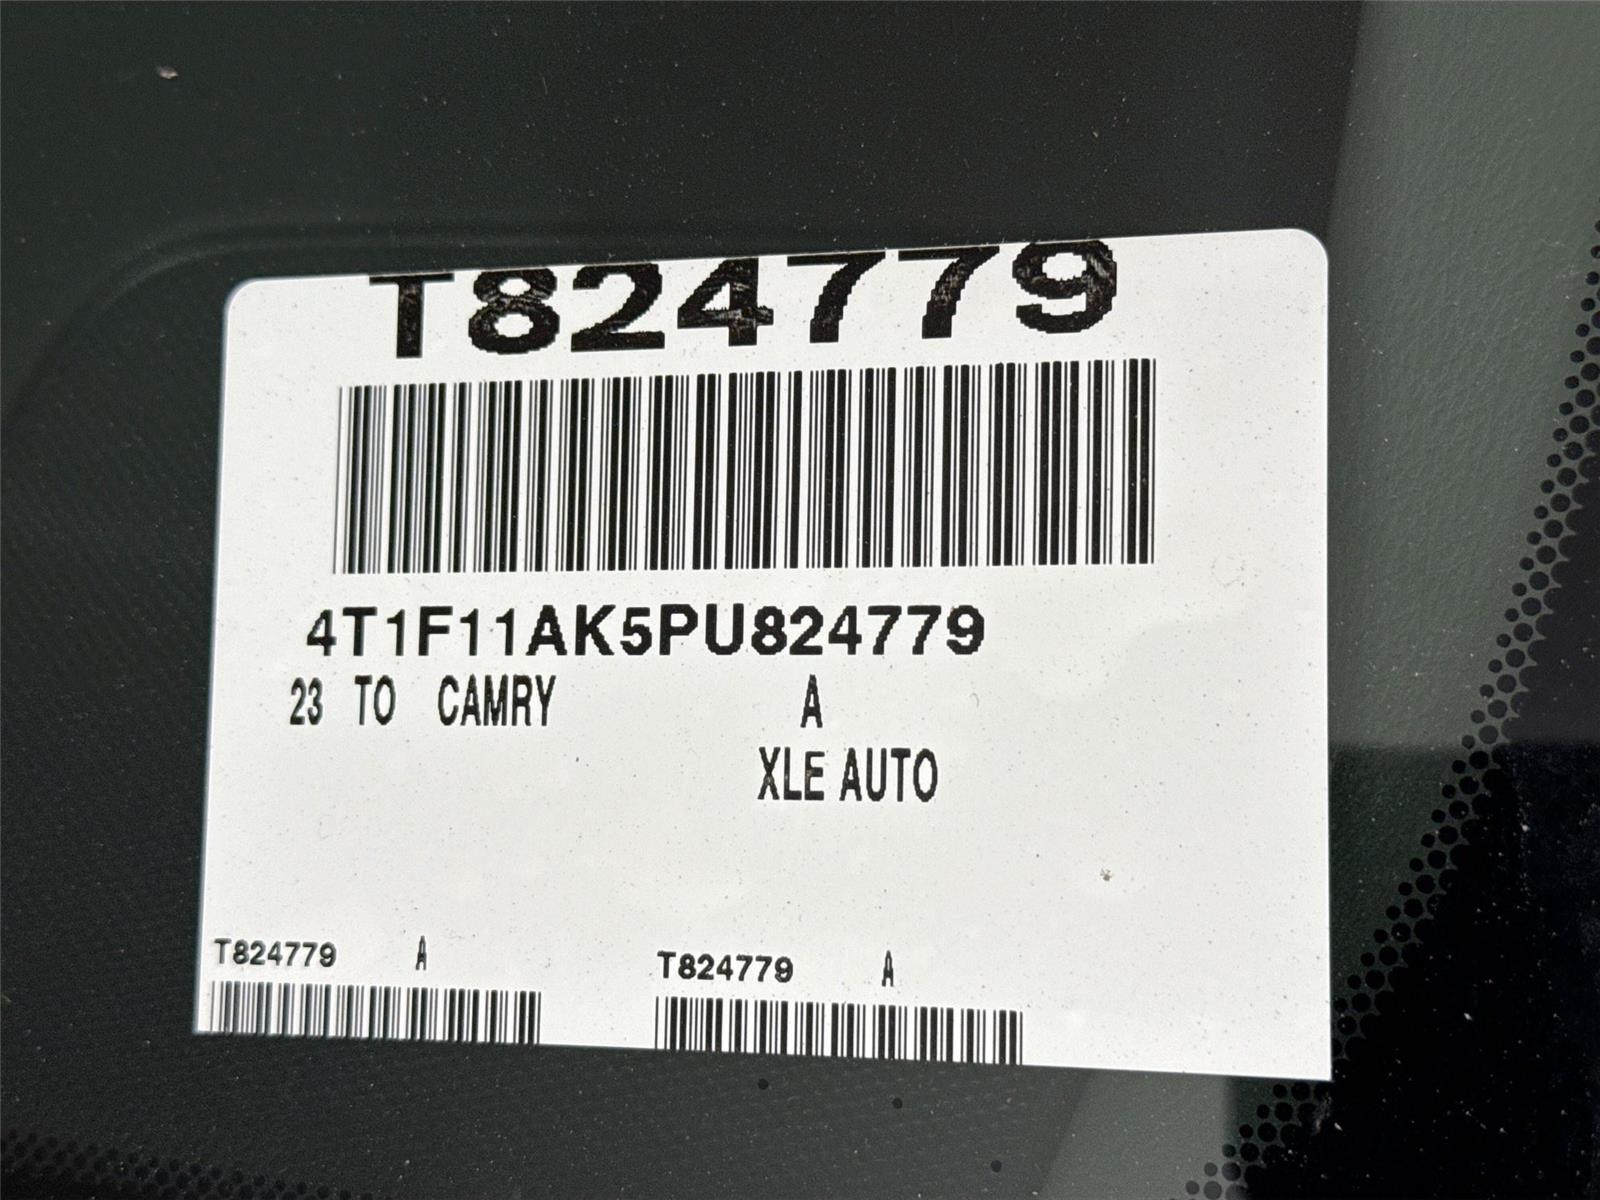 T824779
4T1F11AK5PU824779
23 TO CAMRY A
XLE AUTO
T824779 A
T824779 A